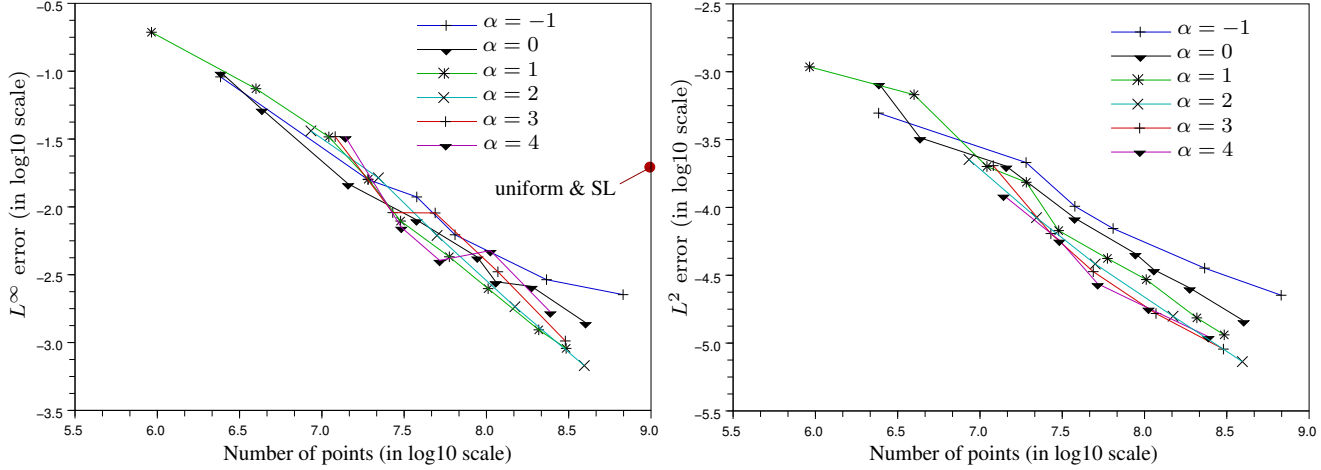 −0.5
−1.0
−1.5
−2.0
−2.5
−3.0
−3.5
5.5 6.0 6.5 7.0 7.5 8.0 8.5 9.0
L∞ error (in log10 scale)
Number of points (in log10 scale)
α = −1
α = 0
α = 1
α = 2
α = 3
α = 4
uniform & SL
−2.5
−3.0
−3.5
−4.0
−4.5
−5.0
−5.5
5.5 6.0 6.5 7.0 7.5 8.0 8.5 9.0
L² error (in log10 scale)
Number of points (in log10 scale)
α = −1
α = 0
α = 1
α = 2
α = 3
α = 4